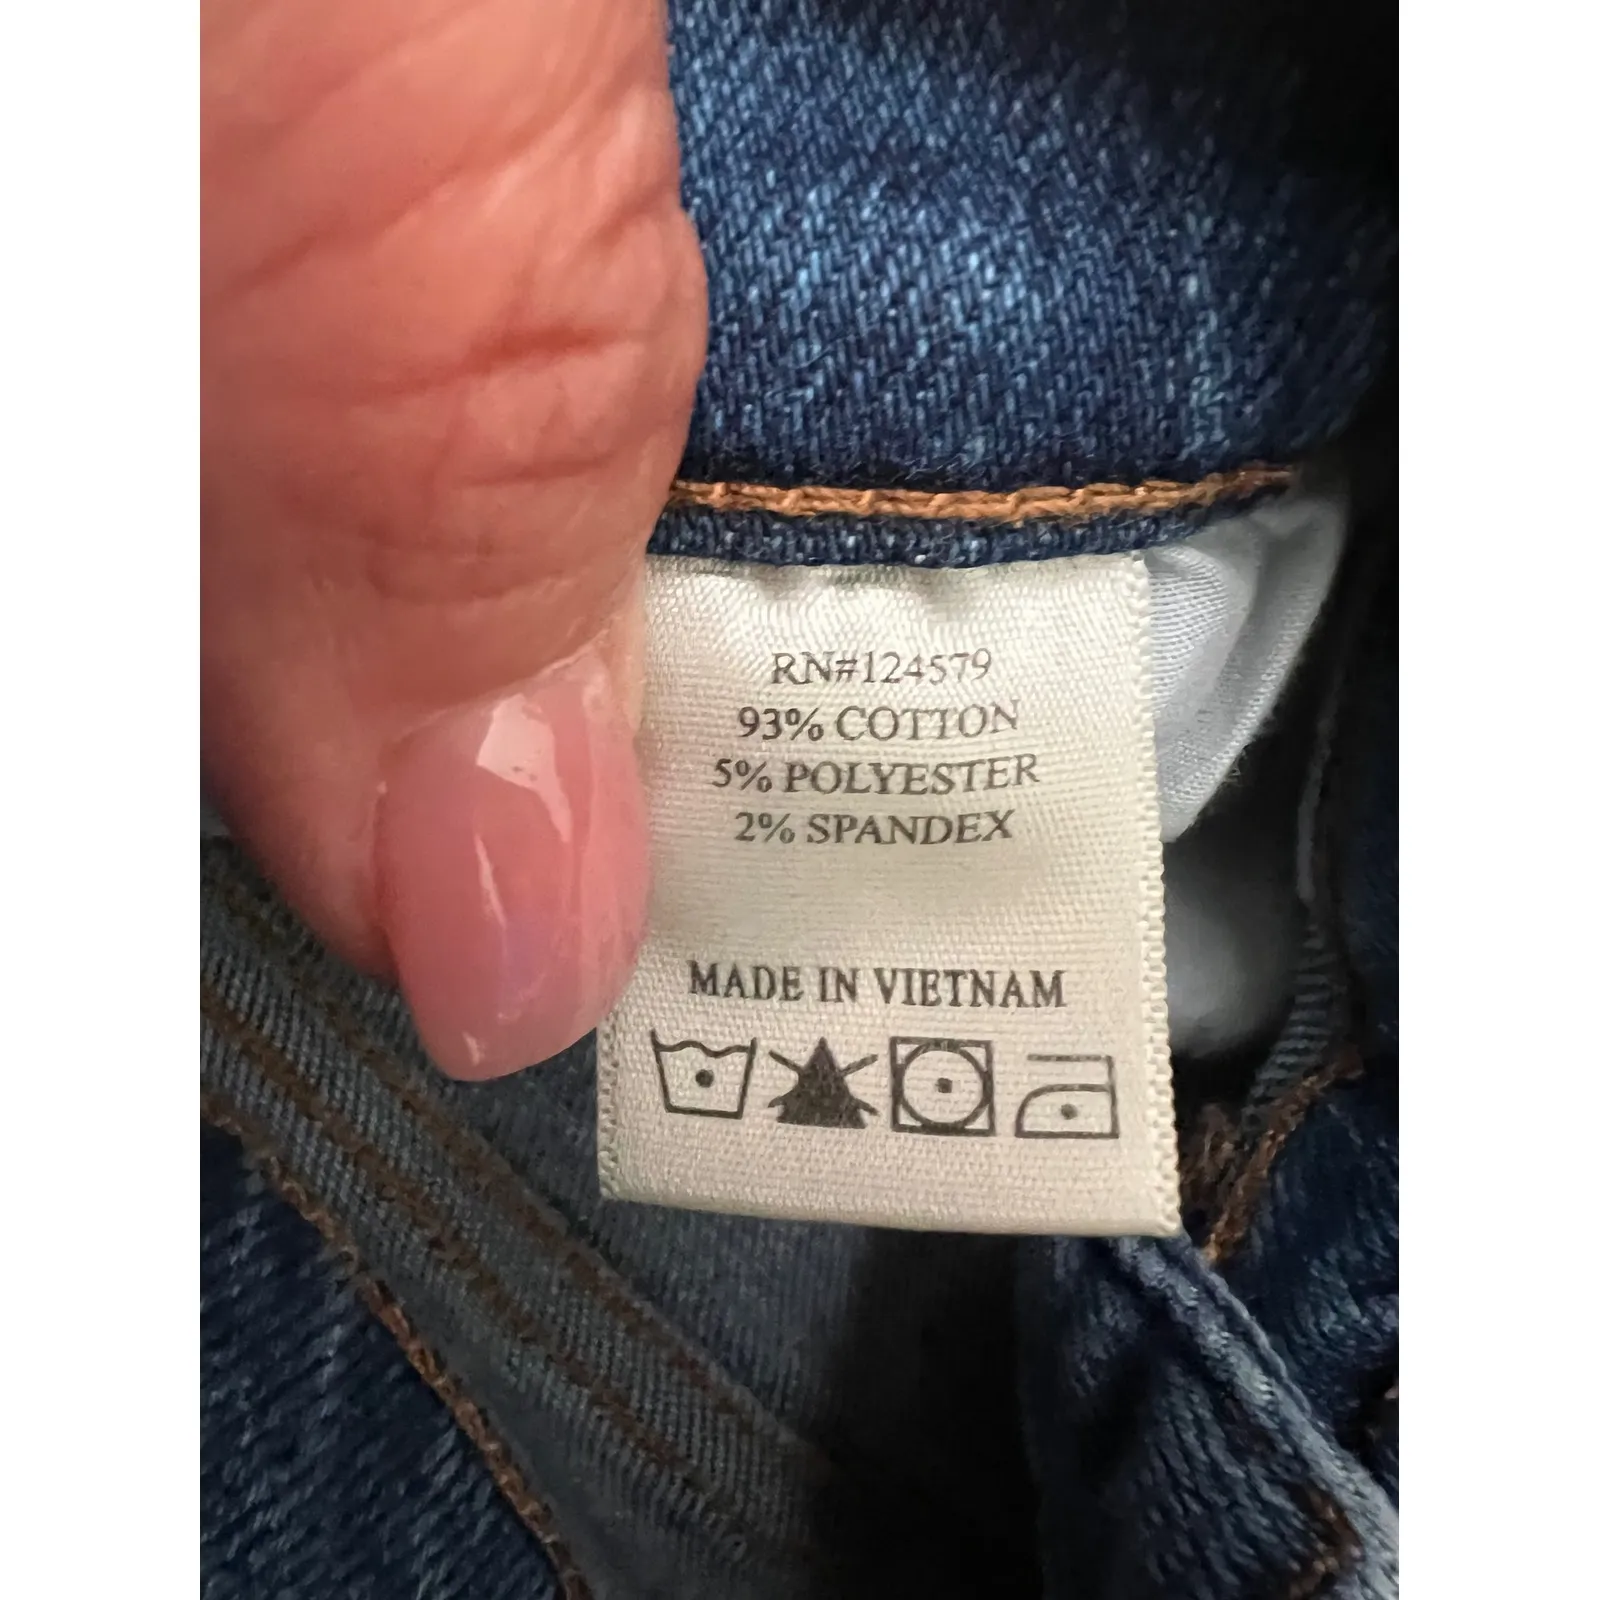 RN#124579
93% COTTON
5% POLYESTER
2% SPANDEX
MADE IN VIETNAM